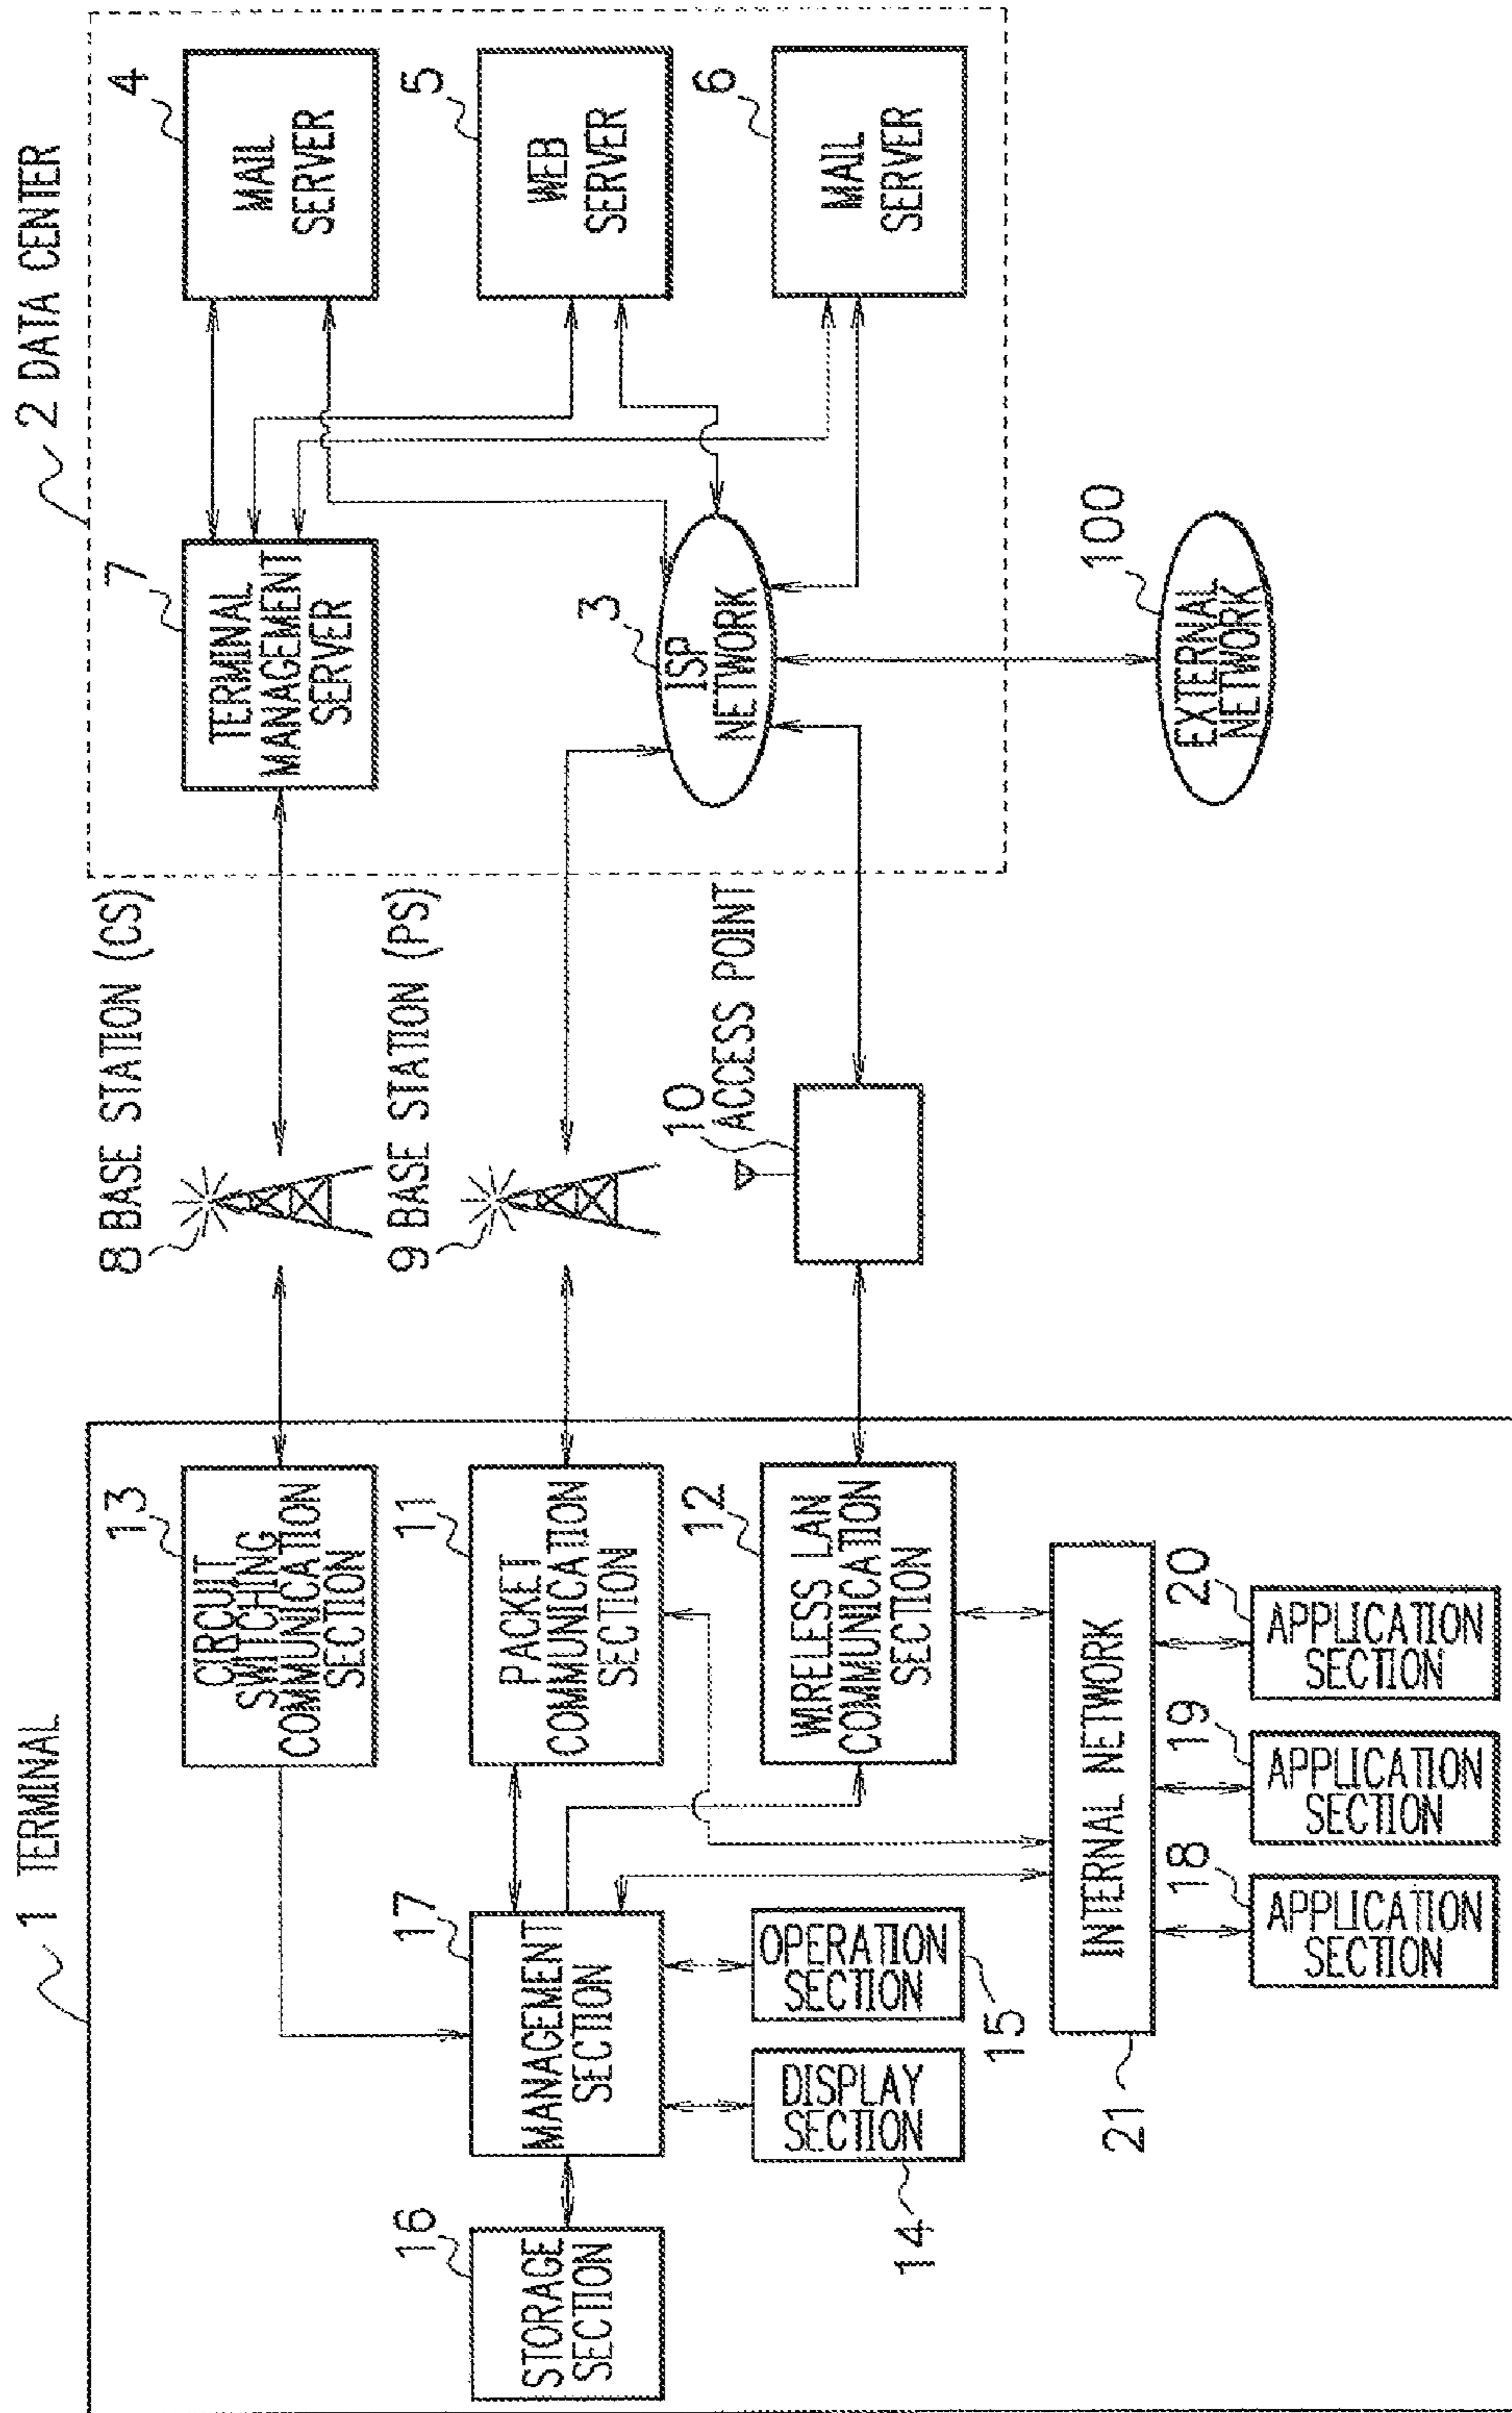 1 TERMINAL
2 DATA CENTER
8 BASE STATION (CS)
13
CIRCUIT
SWITCHING
COMMUNICATION
SECTION
7
TERMINAL
MANAGEMENT
SERVER
4
MAIL
SERVER
16
STORAGE
SECTION
17
MANAGEMENT
SECTION
11
PACKET
COMMUNICATION
SECTION
9 BASE STATION (PS)
5
WEB
SERVER
3
ISP
NETWORK
14
DISPLAY
SECTION
15
OPERATION
SECTION
12
WIRELESS LAN
COMMUNICATION
SECTION
10
ACCESS POINT
6
MAIL
SERVER
21
INTERNAL NETWORK
18
APPLICATION
SECTION
19
APPLICATION
SECTION
20
APPLICATION
SECTION
100
EXTERNAL
NETWORK